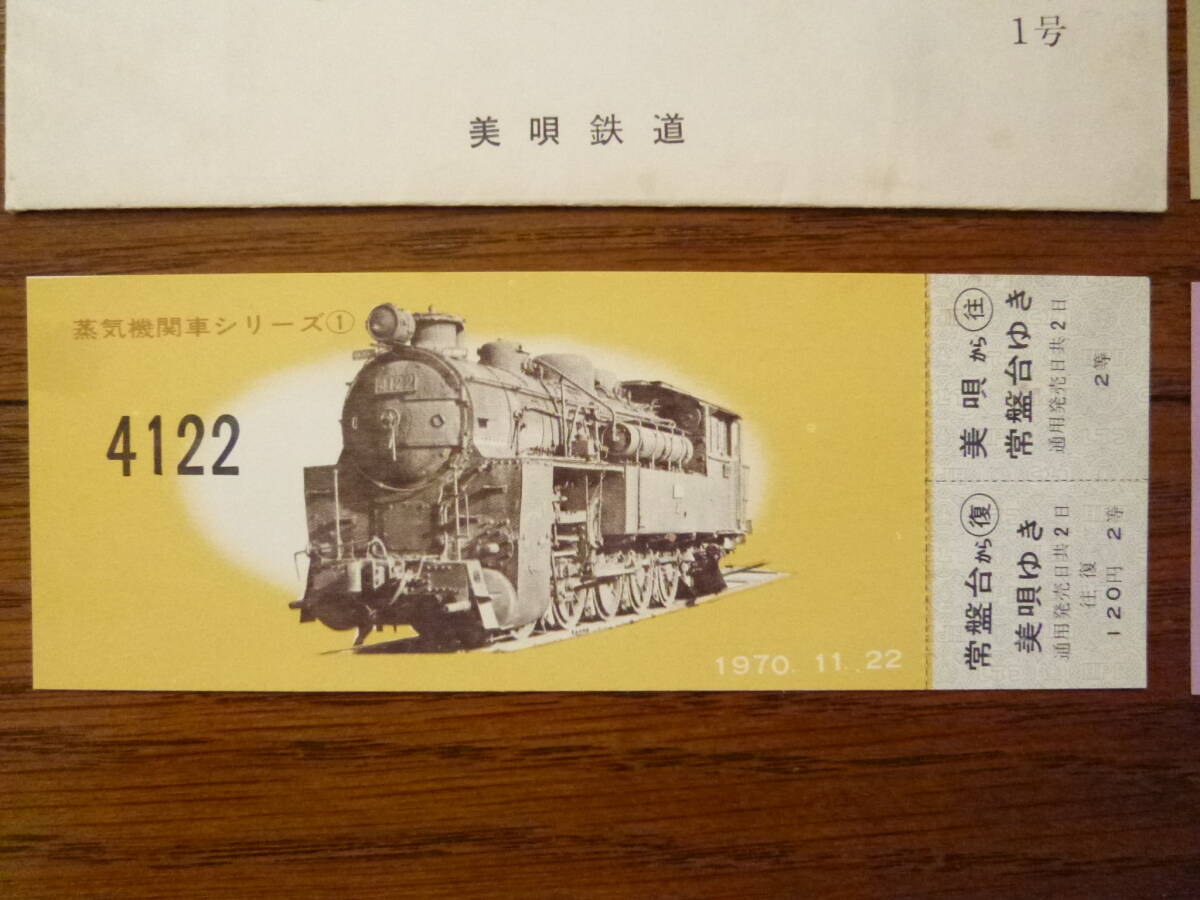 1号
美唄鉄道
蒸気機関車シリーズ①
4122
4122
1970. 11. 22
美唄から㊟往
常盤台ゆき
通用発売日共2日
2等
常盤台から復
美唄ゆき
通用発売日共2日
往復
120円 2等